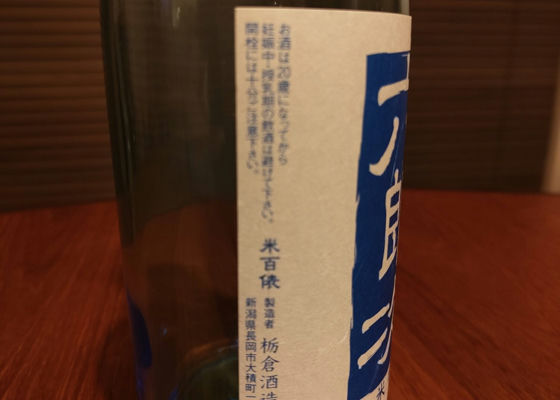 お酒は20歳になってから
妊娠中・授乳期の飲酒は避けて下さい。
開栓には十分ご注意下さい。
米百俵
製造者
栃倉酒造
新潟県長岡市大積町
郎
米